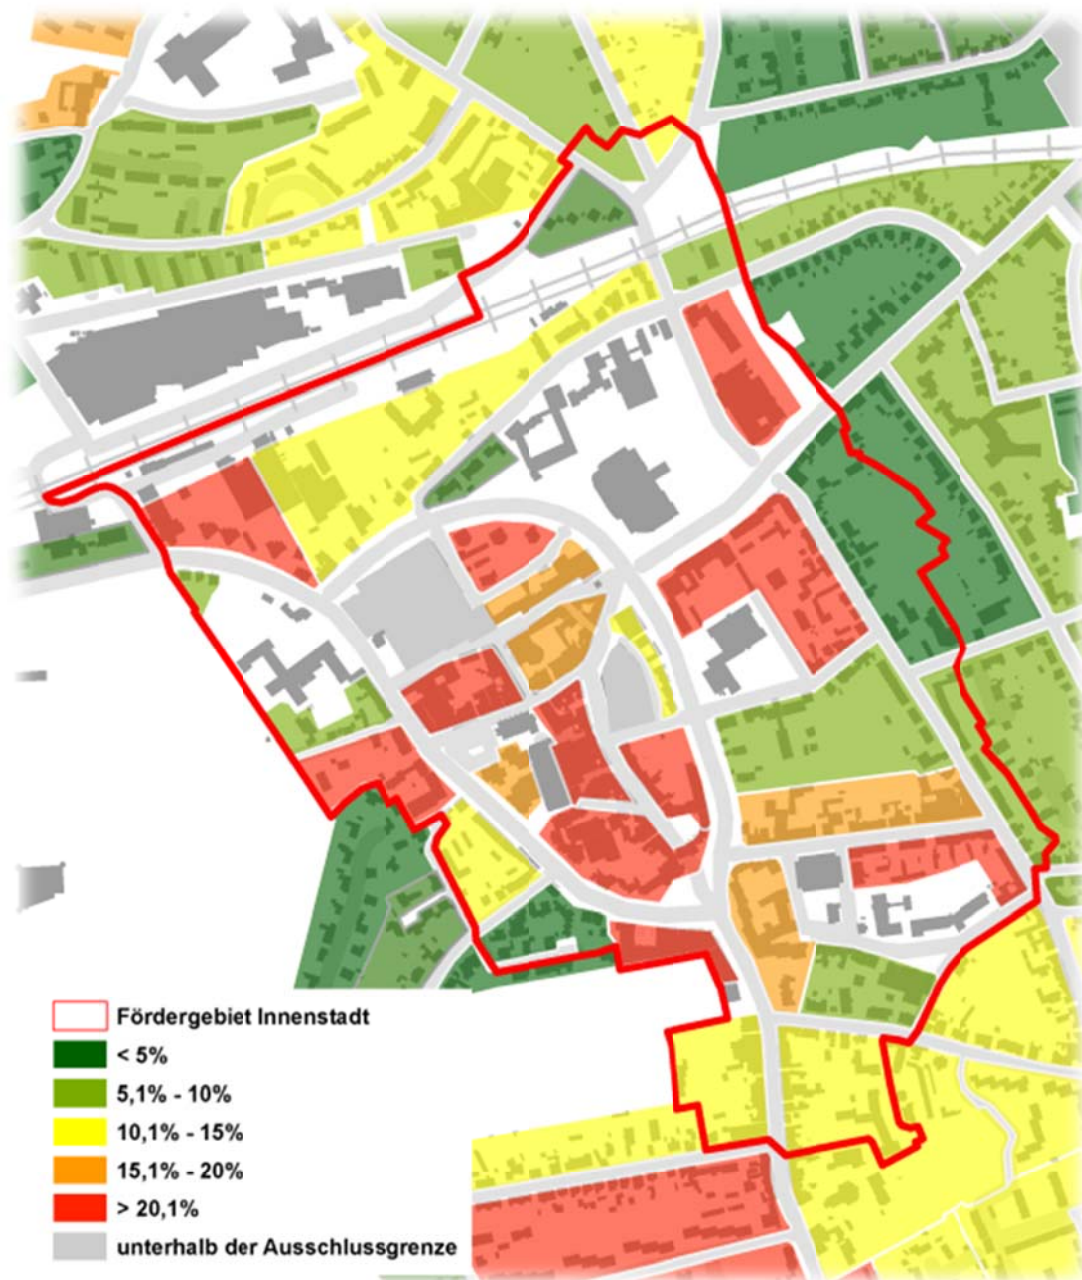 Fördergebiet Innenstadt
< 5%
5,1% - 10%
10,1% - 15%
15,1% - 20%
> 20,1%
unterhalb der Ausschlussgrenze